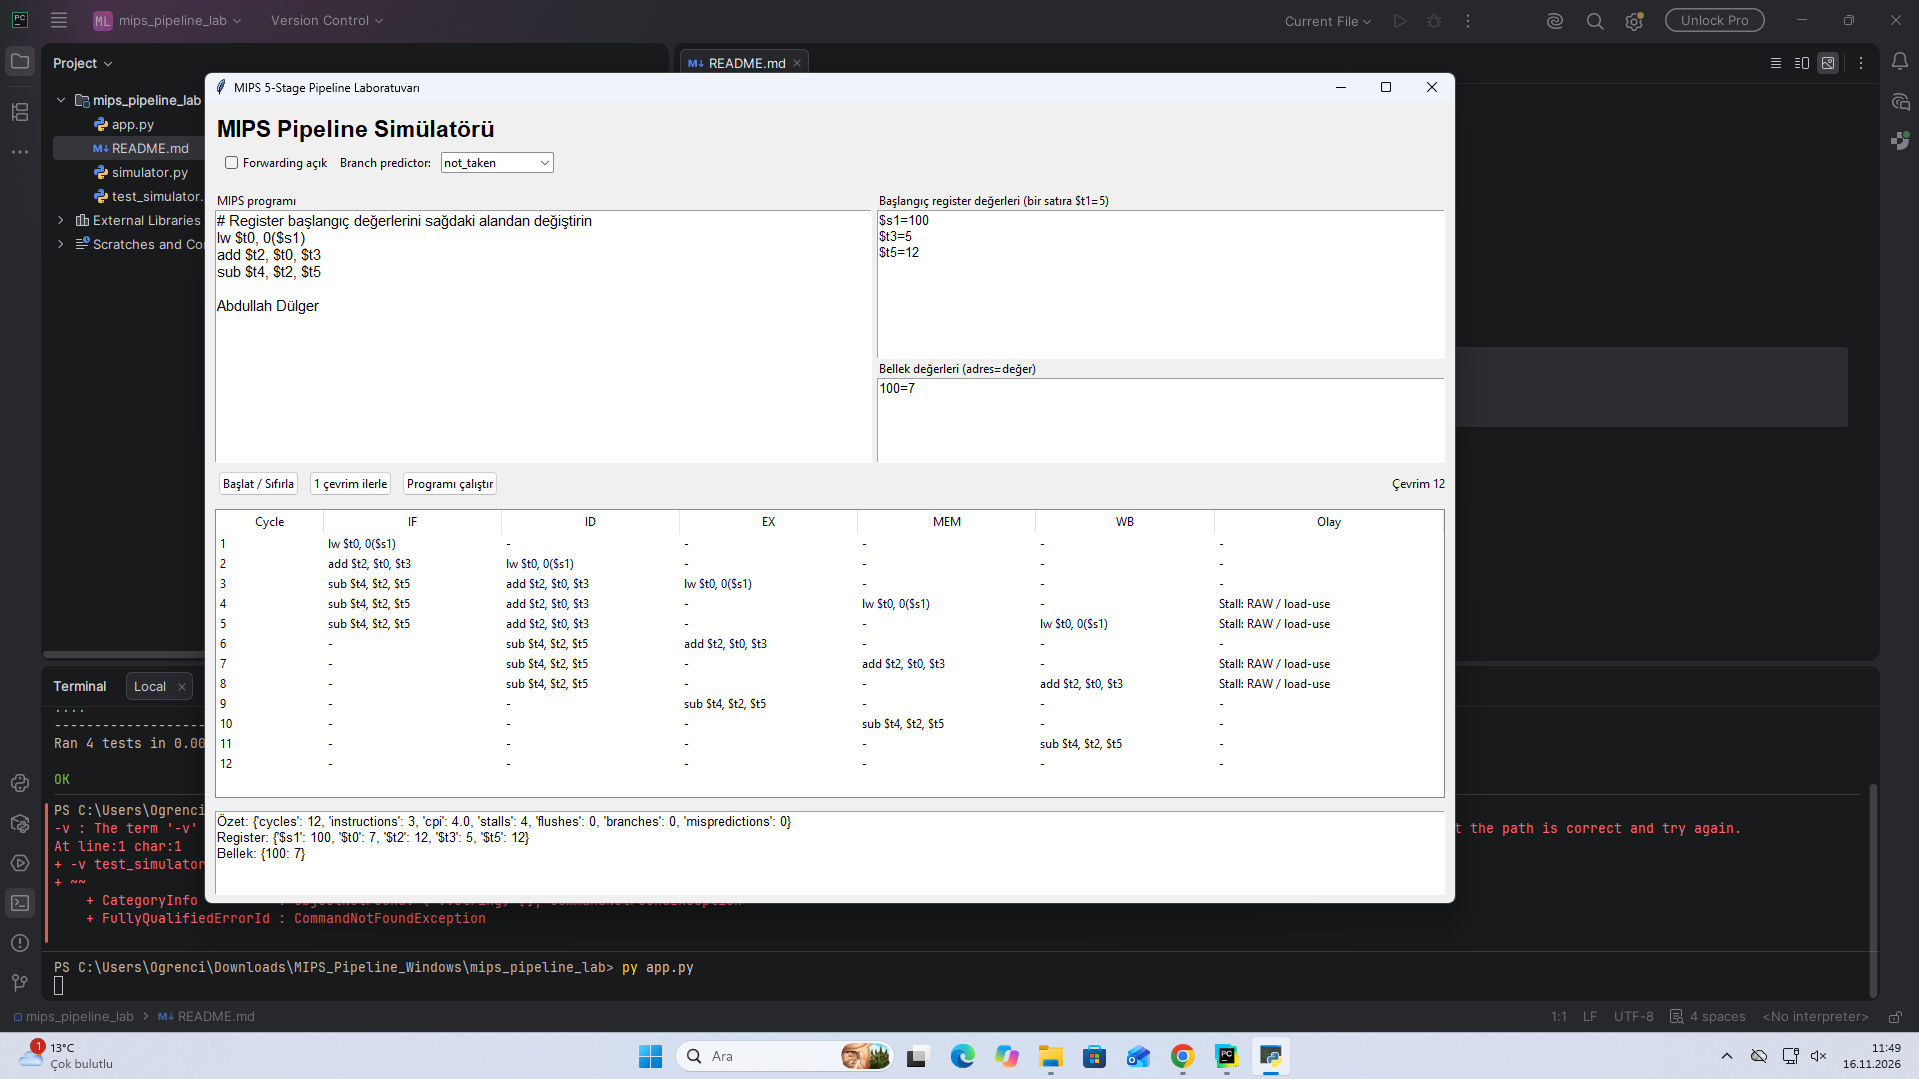 PC
ML mips_pipeline_lab
Version Control
Current File
Unlock Pro
Project
README.md
mips_pipeline_lab
app.py
README.md
simulator.py
test_simulator.
External Libraries
Scratches and Co
MIPS 5-Stage Pipeline Laboratuvarı
MIPS Pipeline Simülatörü
Forwarding açık Branch predictor: not_taken
MIPS programı
# Register başlangıç değerlerini sağdaki alandan değiştirin
lw $t0, 0($s1)
add $t2, $t0, $t3
sub $t4, $t2, $t5
Abdullah Dülger
Başlangıç register değerleri (bir satıra $t1=5)
$s1=100
$t3=5
$t5=12
Bellek değerleri (adres=değer)
100=7
Başlat / Sıfırla 1 çevrim ilerle Programı çalıştır Çevrim 12
Cycle IF ID EX MEM WB Olay
1 lw $t0, 0($s1) - - - - -
2 add $t2, $t0, $t3 lw $t0, 0($s1) - - - -
3 sub $t4, $t2, $t5 add $t2, $t0, $t3 lw $t0, 0($s1) - - -
4 sub $t4, $t2, $t5 add $t2, $t0, $t3 - lw $t0, 0($s1) - Stall: RAW / load-use
5 sub $t4, $t2, $t5 add $t2, $t0, $t3 - - lw $t0, 0($s1) Stall: RAW / load-use
6 - sub $t4, $t2, $t5 add $t2, $t0, $t3 - - -
7 - sub $t4, $t2, $t5 - add $t2, $t0, $t3 - Stall: RAW / load-use
8 - sub $t4, $t2, $t5 - - add $t2, $t0, $t3 Stall: RAW / load-use
9 - - sub $t4, $t2, $t5 - - -
10 - - - sub $t4, $t2, $t5 - -
11 - - - - sub $t4, $t2, $t5 -
12 - - - - - -
Özet: {'cycles': 12, 'instructions': 3, 'cpi': 4.0, 'stalls': 4, 'flushes': 0, 'branches': 0, 'mispredictions': 0}
Register: {'$s1': 100, '$t0': 7, '$t2': 12, '$t3': 5, '$t5': 12}
Bellek: {100: 7}
Terminal Local
....
--------------------
Ran 4 tests in 0.00
OK
PS C:\Users\Ogrenci
-v : The term '-v' t the path is correct and try again.
At line:1 char:1
+ -v test_simulator
+ ~~
+ CategoryInfo
+ FullyQualifiedErrorId : CommandNotFoundException
PS C:\Users\Ogrenci\Downloads\MIPS_Pipeline_Windows\mips_pipeline_lab> py app.py
mips_pipeline_lab > README.md
1:1 LF UTF-8 4 spaces <No interpreter>
1
13°C
Çok bulutlu
Ara
PC
11:49
16.11.2026